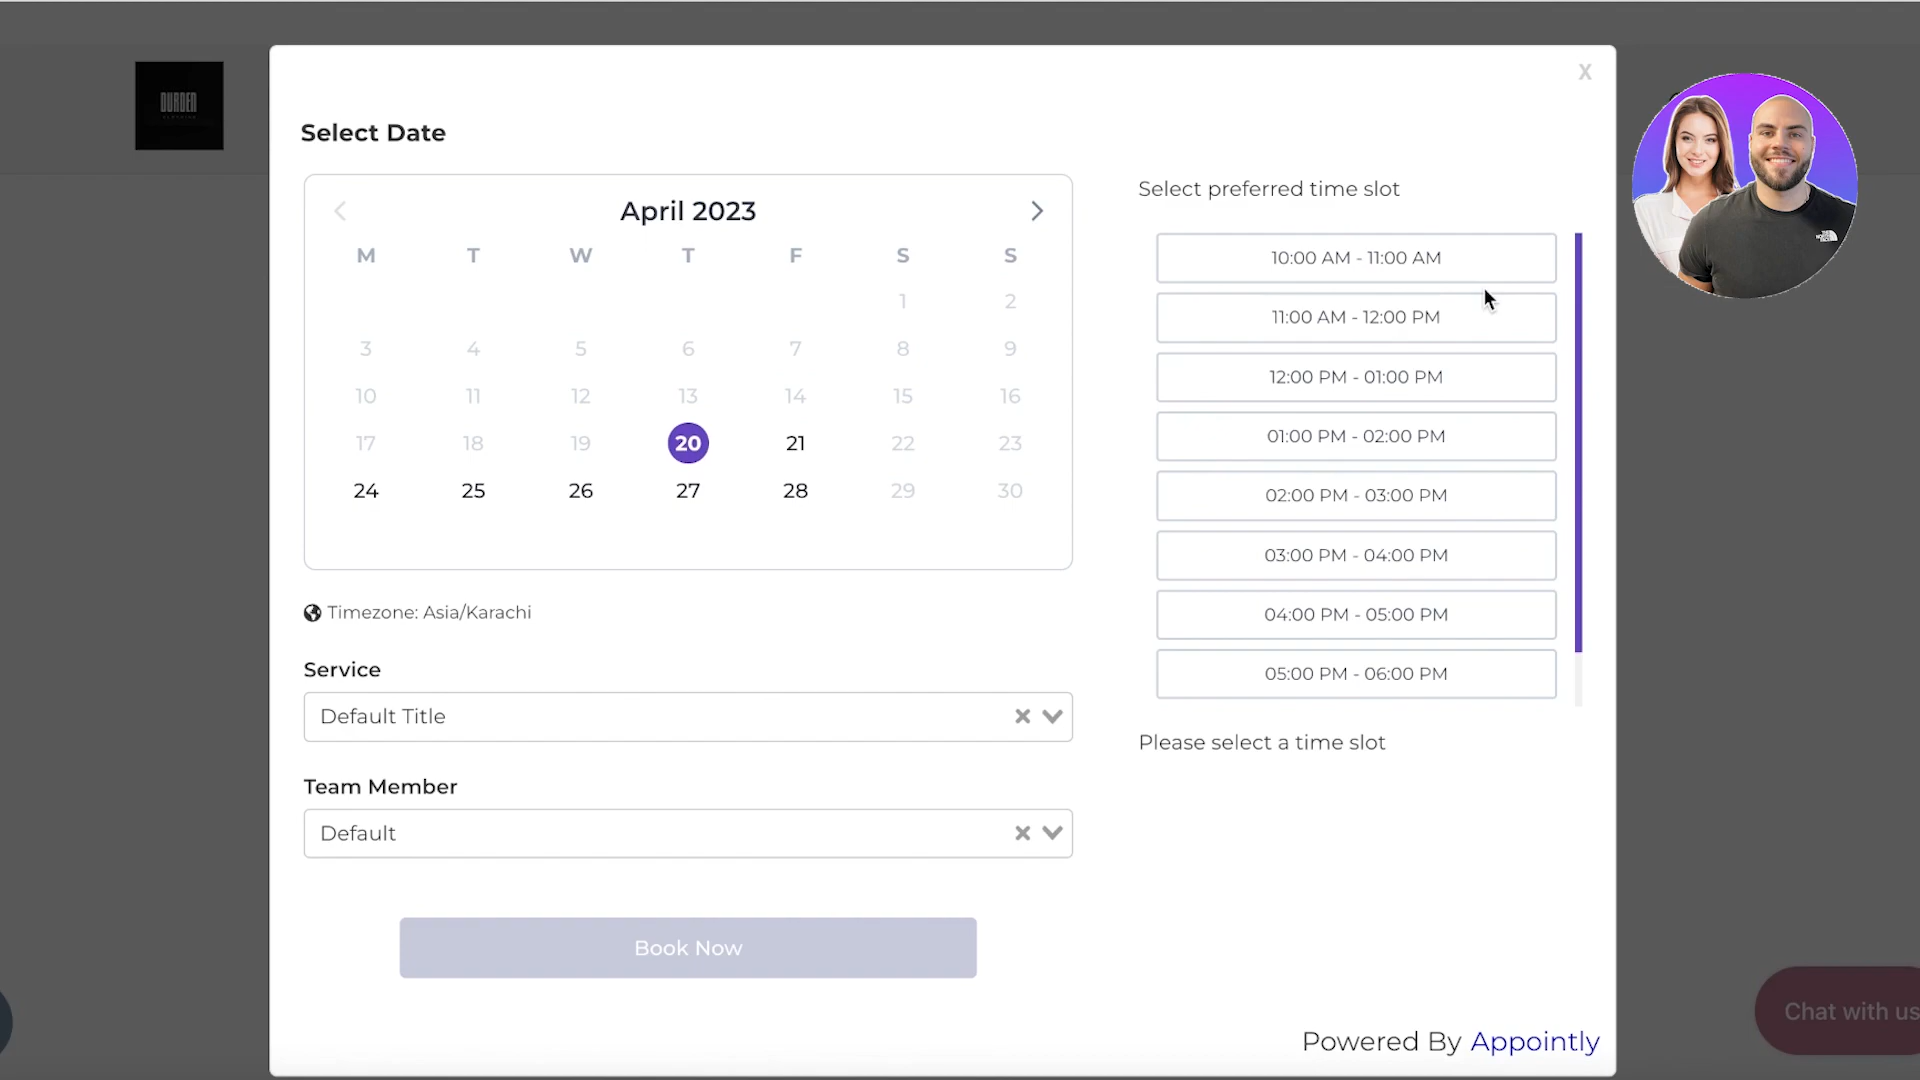 DURDEN
X
Select Date
April 2023
M T W T F S S
1 2
3 4 5 6 7 8 9
10 11 12 13 14 15 16
17 18 19 20 21 22 23
24 25 26 27 28 29 30
Timezone: Asia/Karachi
Service
Default Title
Team Member
Default
Book Now
Select preferred time slot
10:00 AM - 11:00 AM
11:00 AM - 12:00 PM
12:00 PM - 01:00 PM
01:00 PM - 02:00 PM
02:00 PM - 03:00 PM
03:00 PM - 04:00 PM
04:00 PM - 05:00 PM
05:00 PM - 06:00 PM
Please select a time slot
Powered By Appointly
Chat with us